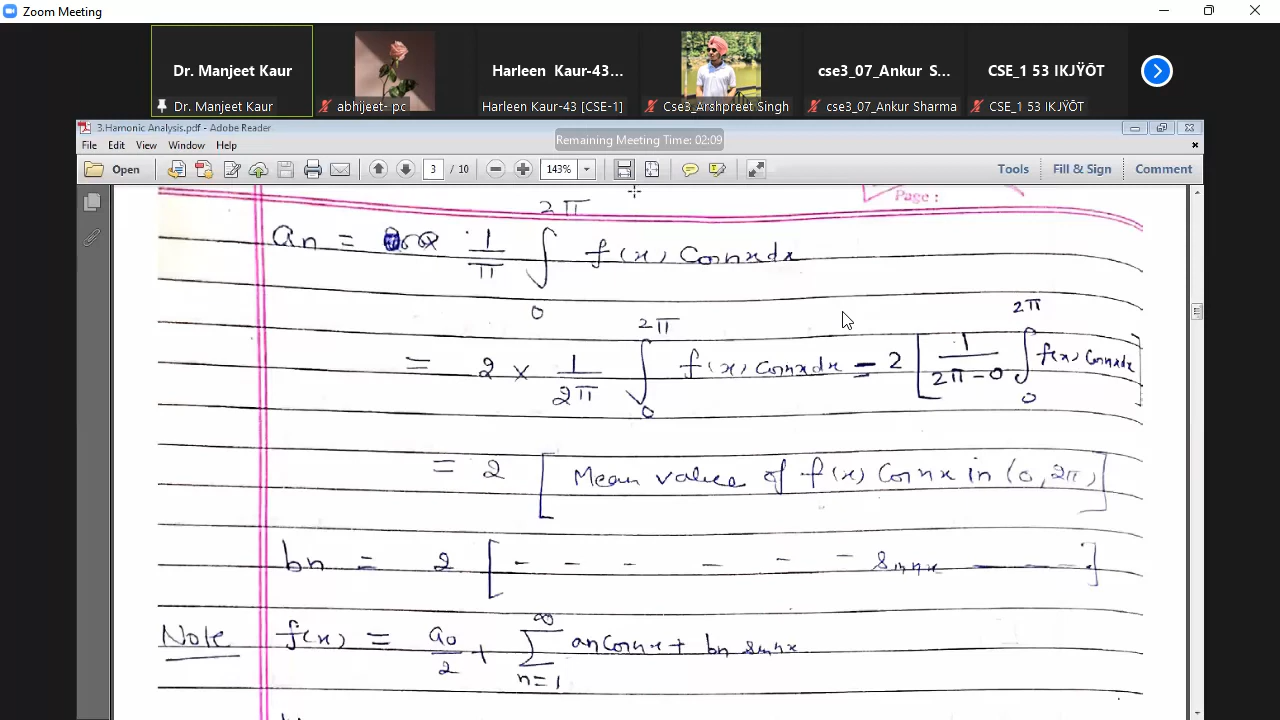 Zoom Meeting
Dr. Manjeet Kaur
Harleen Kaur-43...
cse3_07_Ankur S...
CSE_1 53 IKJŸÖT
Dr. Manjeet Kaur
abhijeet- pc
Harleen Kaur-43 [CSE-1]
Cse3_Arshpreet Singh
cse3_07_Ankur Sharma
CSE_1 53 IKJŸÖT
3.Hamonic Analysis.pdf - Adobe Reader
Remaining Meeting Time: 02:09
File Edit View Window Help
Open 3 / 10 143% Tools Fill & Sign Comment
Page :
an = 1/π ∫₀^2π f(x) Cosnxdx
= 2 × 1/2π ∫₀^2π f(x) Cosnxdx = 2 [ 1/2π-0 ∫₀^2π f(x) Cosnxdx ]
= 2 [ Mean value of f(x) Cosnx in (0, 2π) ]
bn = 2 [ - - - - - - Sinnx - - - ]
Note f(x) = a0/2 + ∑ n=1 ∞ an cosnx + bn sinnx